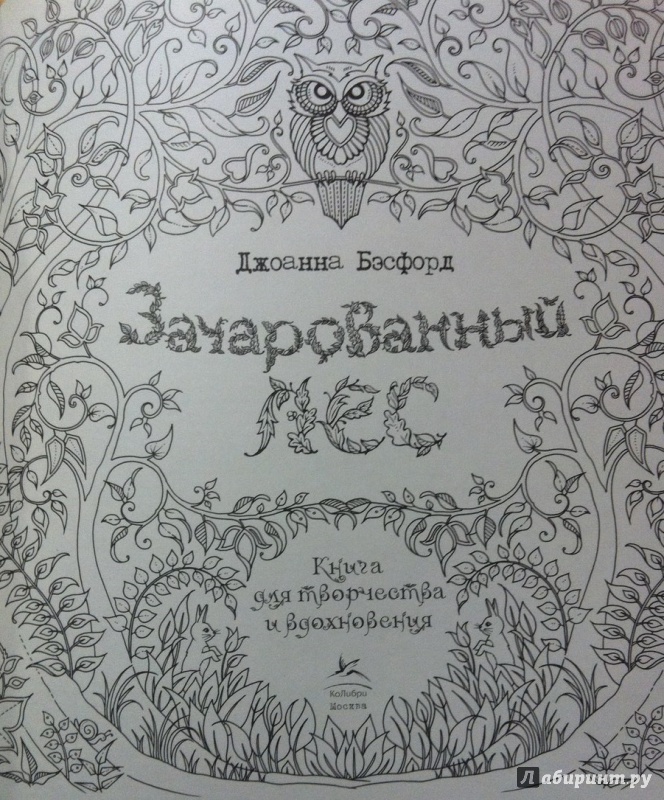 Джоанна Бэсфорд
Зачарованный
лес
Книга
для творчества
и вдохновения
КоЛибри
Москва
Лабиринт.ру